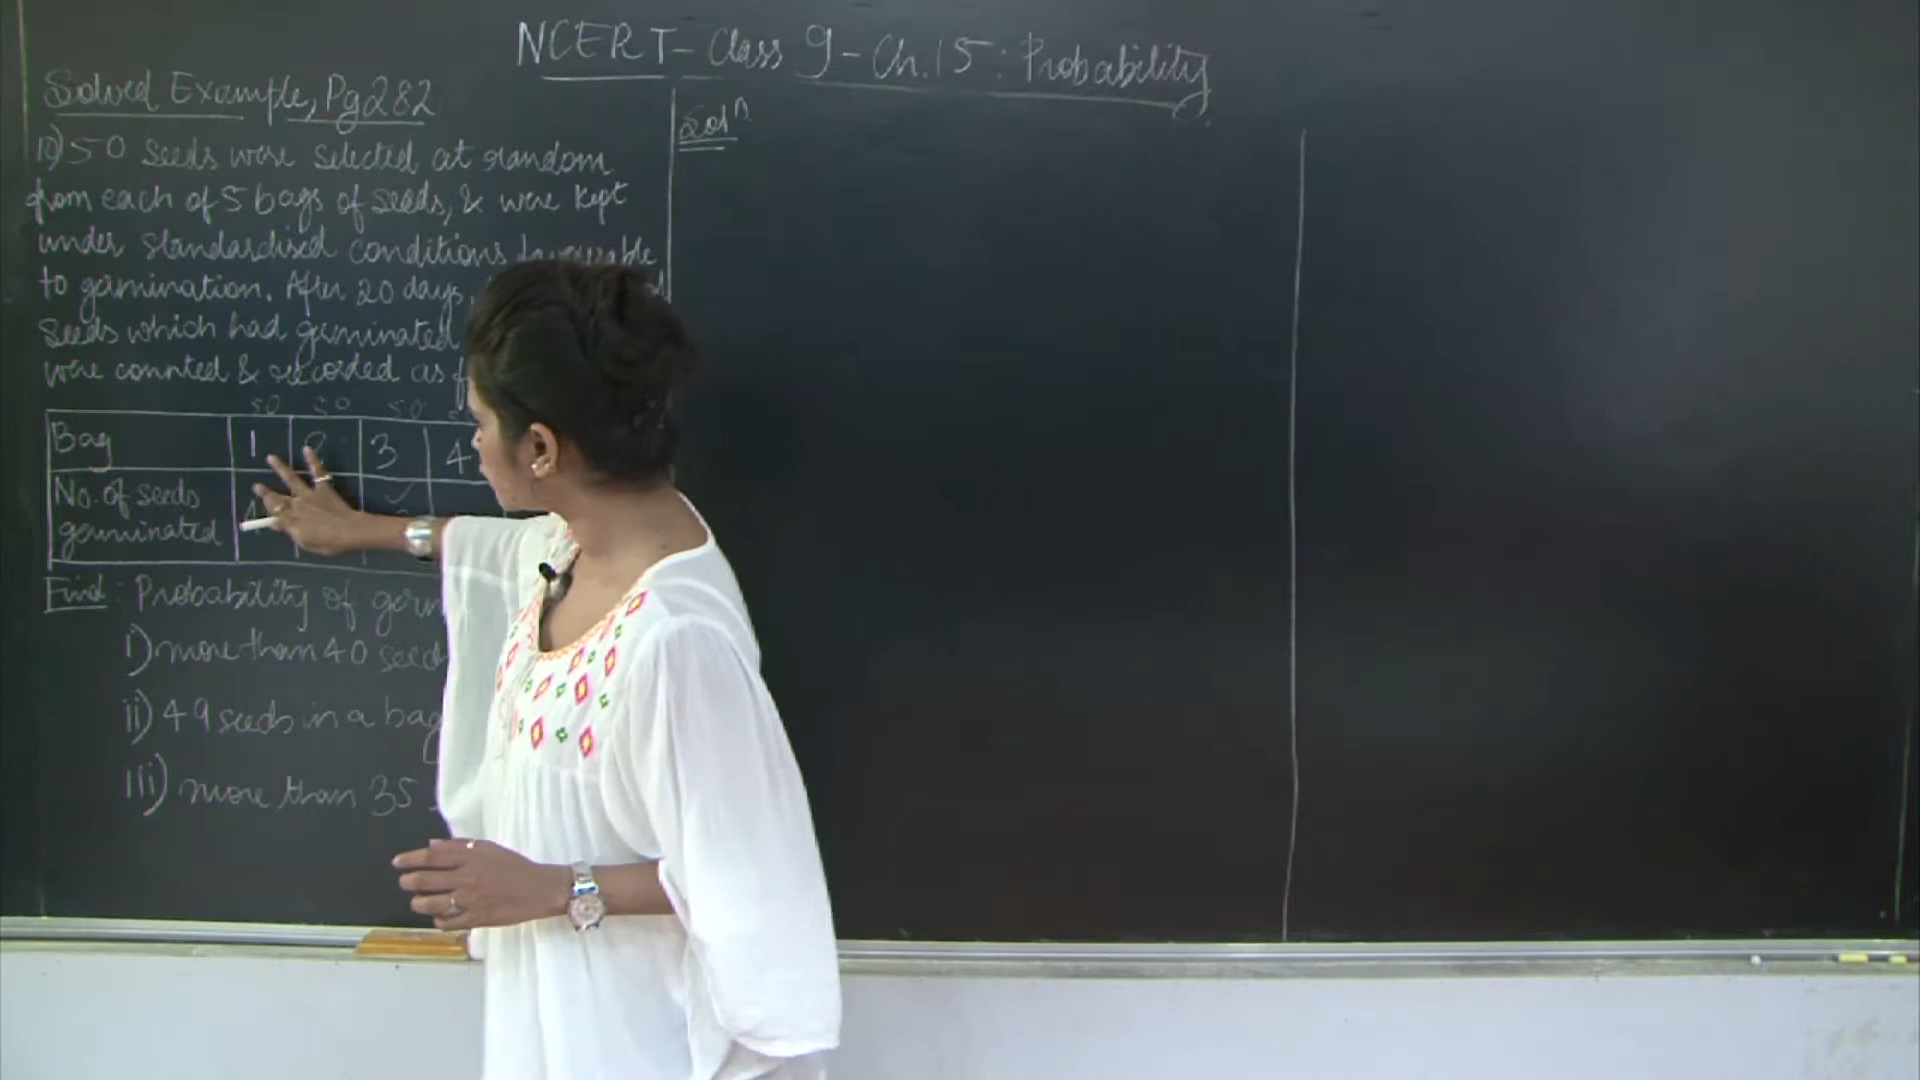 NCERT - Class 9 - Ch.15 : Probability
Solved Example, Pg 282
10) 50 seeds were selected at random
from each of 5 bags of seeds, & were kept
under standardised conditions favourable
to germination. After 20 days,
seeds which had germinated
were counted & recorded as
50 50 50
Bag 1 2 3 4
No. of seeds
germinated
Find : Probability of germ
i) more than 40 seed
ii) 49 seeds in a bag
iii) more than 35
Solⁿ